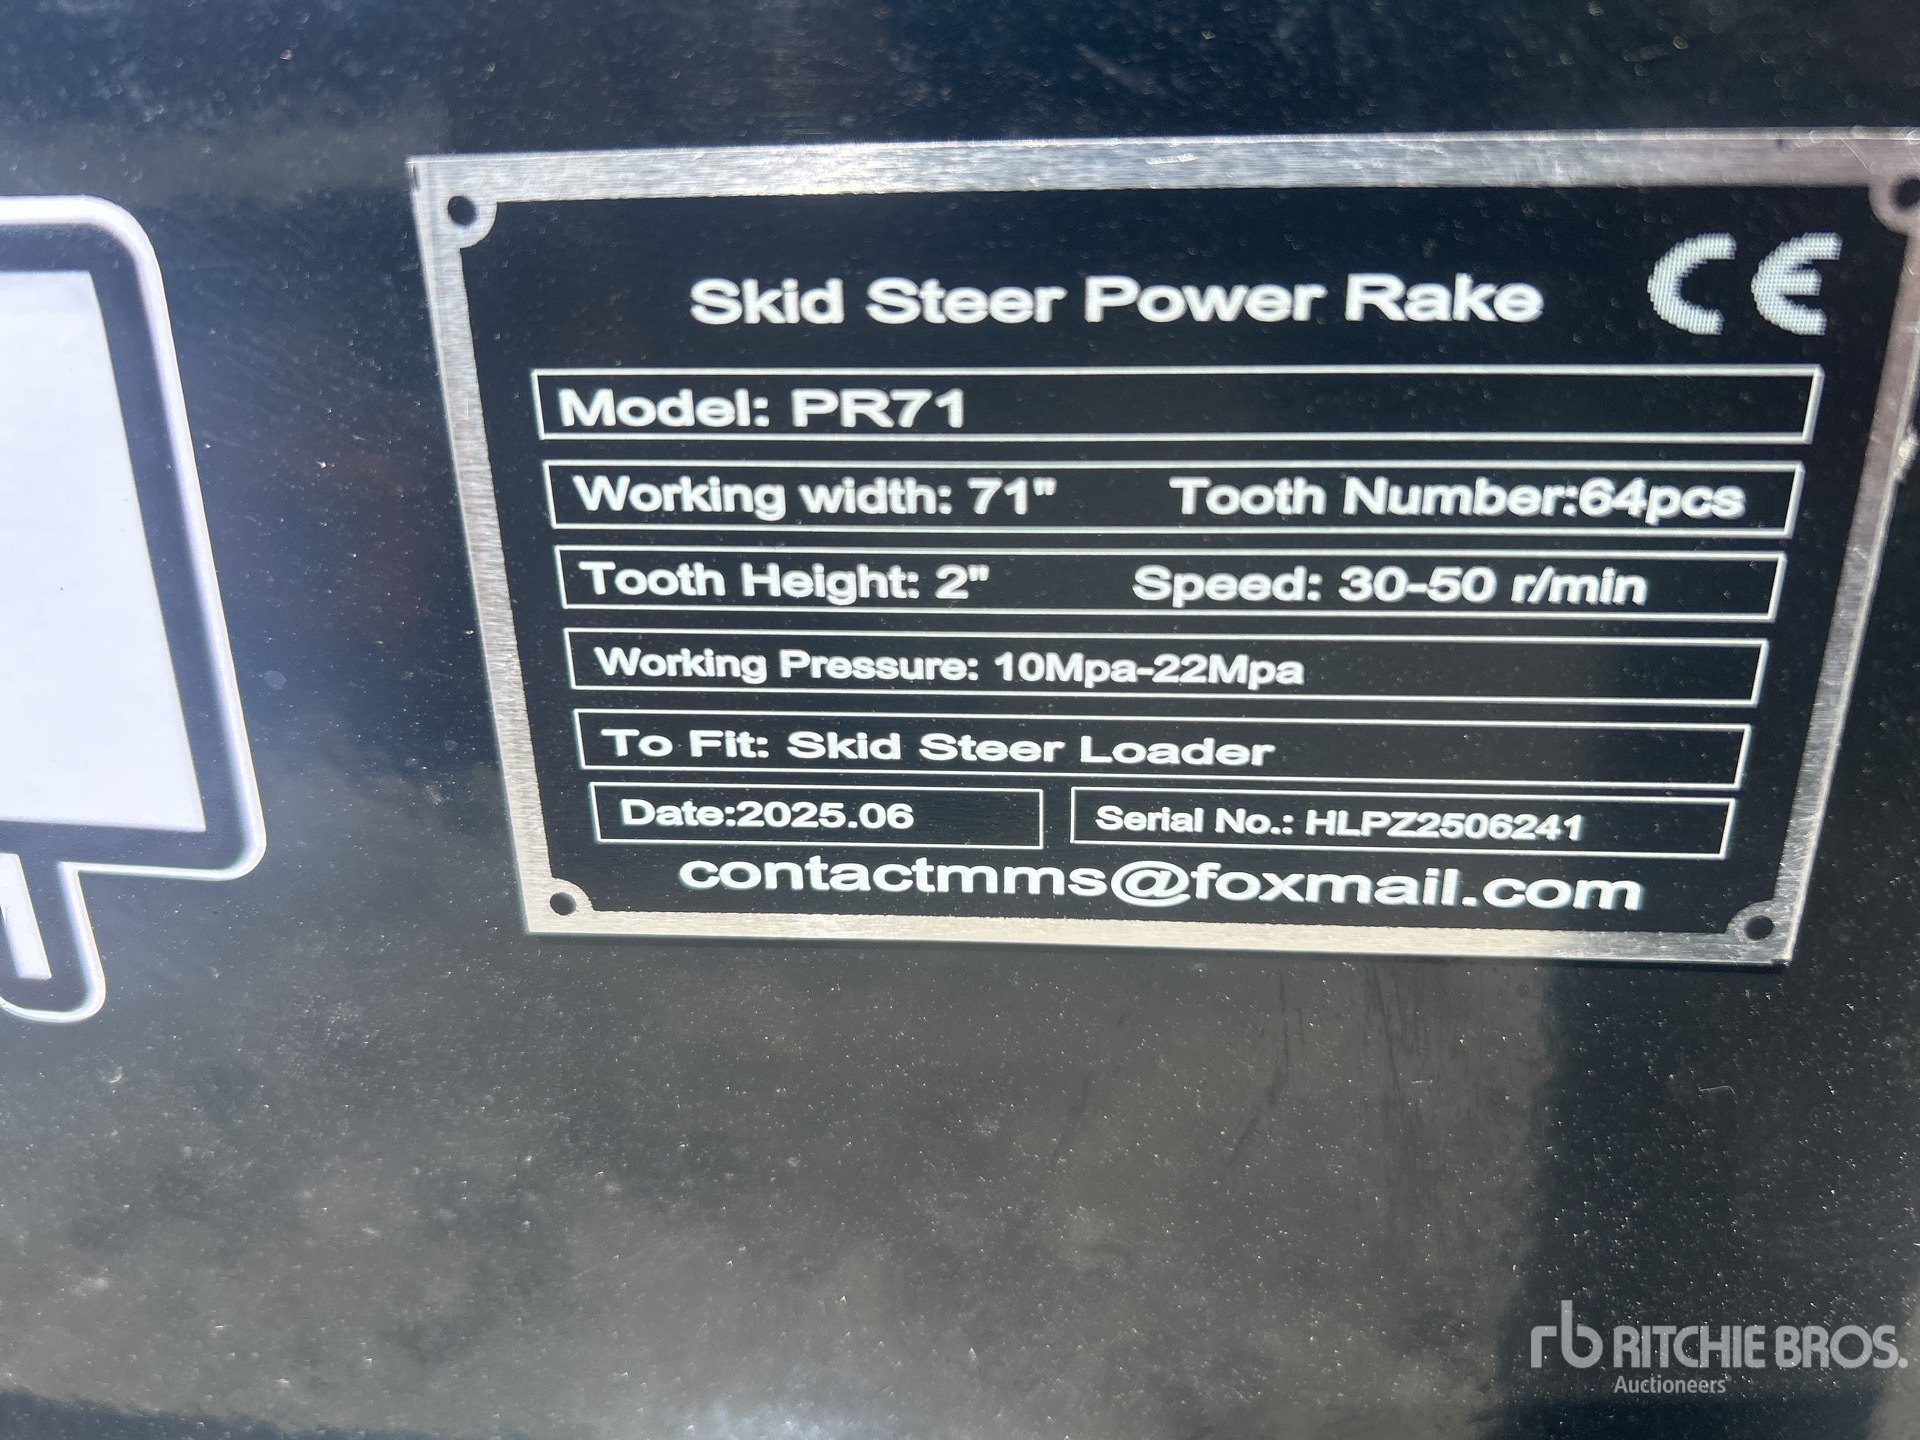 CE
Skid Steer Power Rake
Model: PR71
Working width: 71" Tooth Number:64pcs
Tooth Height: 2" Speed: 30-50 r/min
Working Pressure: 10Mpa-22Mpa
To Fit: Skid Steer Loader
Date:2025.06 Serial No.: HLPZ2506241
contactmms@foxmail.com
rb RITCHIE BROS.
Auctioneers